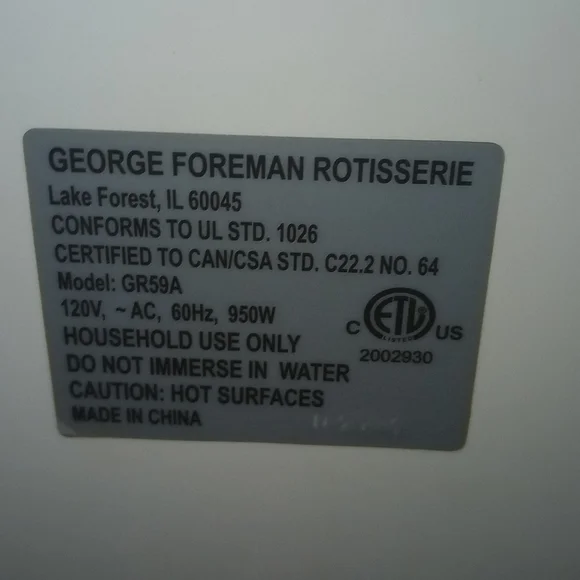 GEORGE FOREMAN ROTISSERIE
Lake Forest, IL 60045
CONFORMS TO UL STD. 1026
CERTIFIED TO CAN/CSA STD. C22.2 NO. 64
Model: GR59A
120V, ~ AC, 60Hz, 950W
HOUSEHOLD USE ONLY
DO NOT IMMERSE IN WATER
CAUTION: HOT SURFACES
MADE IN CHINA
C ETL US
LISTED
2002930